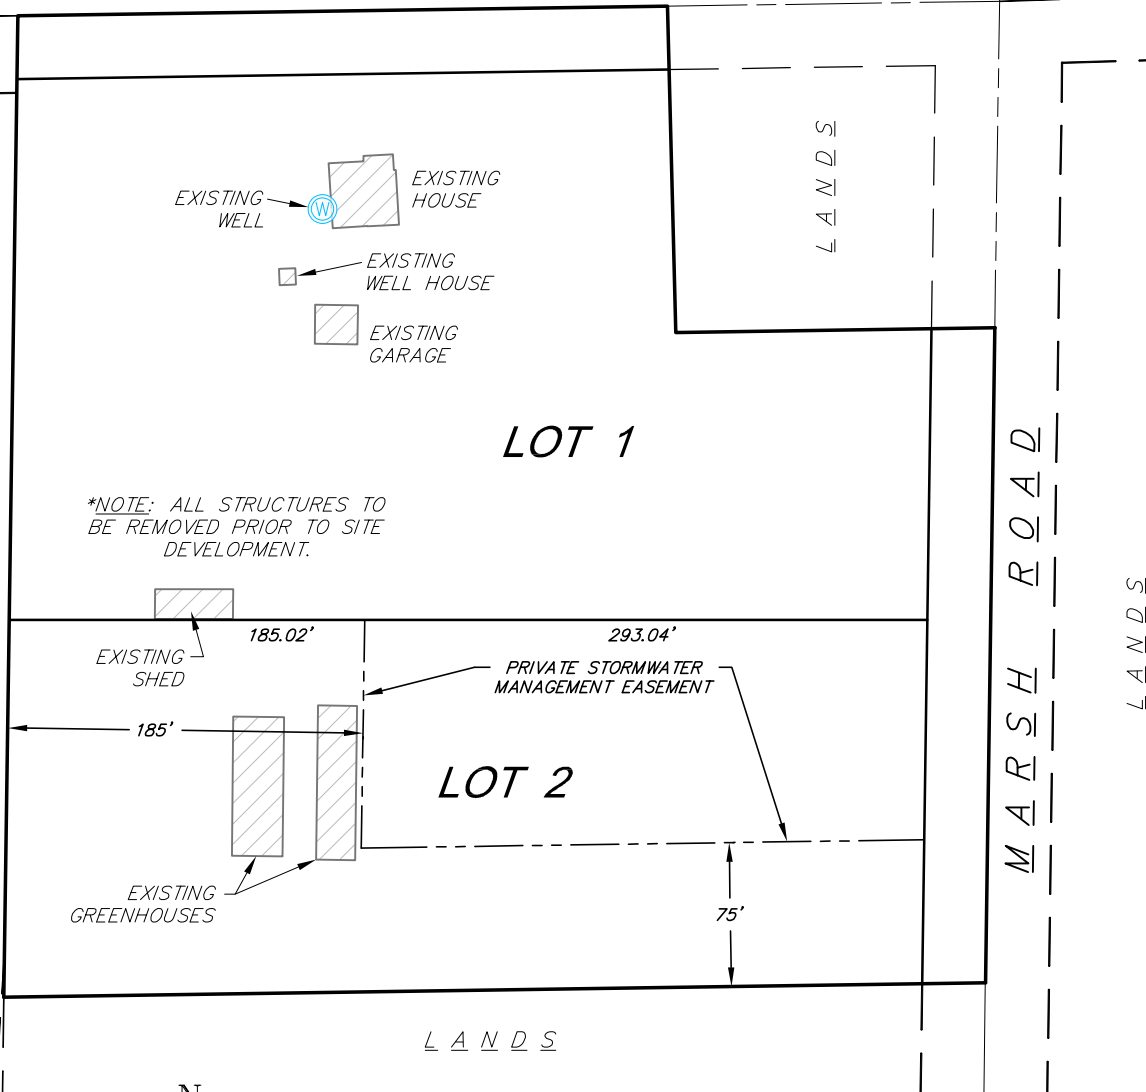 LANDS
EXISTING
HOUSE
EXISTING
WELL
W
EXISTING
WELL HOUSE
EXISTING
GARAGE
LOT 1
MARSH ROAD
*NOTE: ALL STRUCTURES TO
BE REMOVED PRIOR TO SITE
DEVELOPMENT.
LANDS
185.02'
293.04'
EXISTING
SHED
PRIVATE STORMWATER
MANAGEMENT EASEMENT
185'
LOT 2
EXISTING
GREENHOUSES
75'
LANDS
N